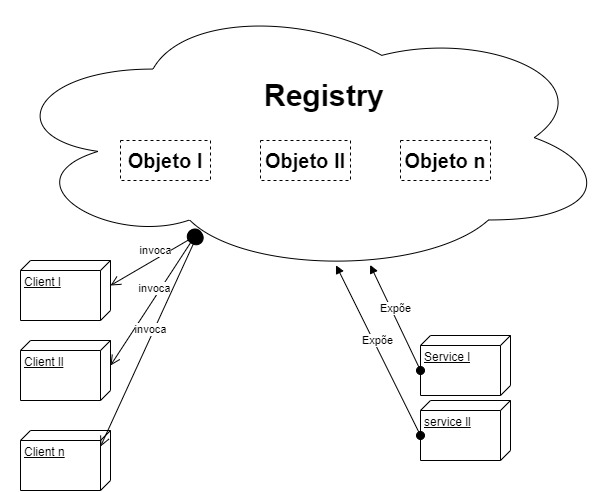 Registry
Objeto I
Objeto II
Objeto n
invoca
invoca
invoca
Client I
Client II
Client n
Expõe
Expõe
Service I
service II